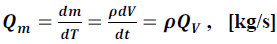 Q_m = dm/dT = ρdV/dt = ρQ_V , [kg/s]